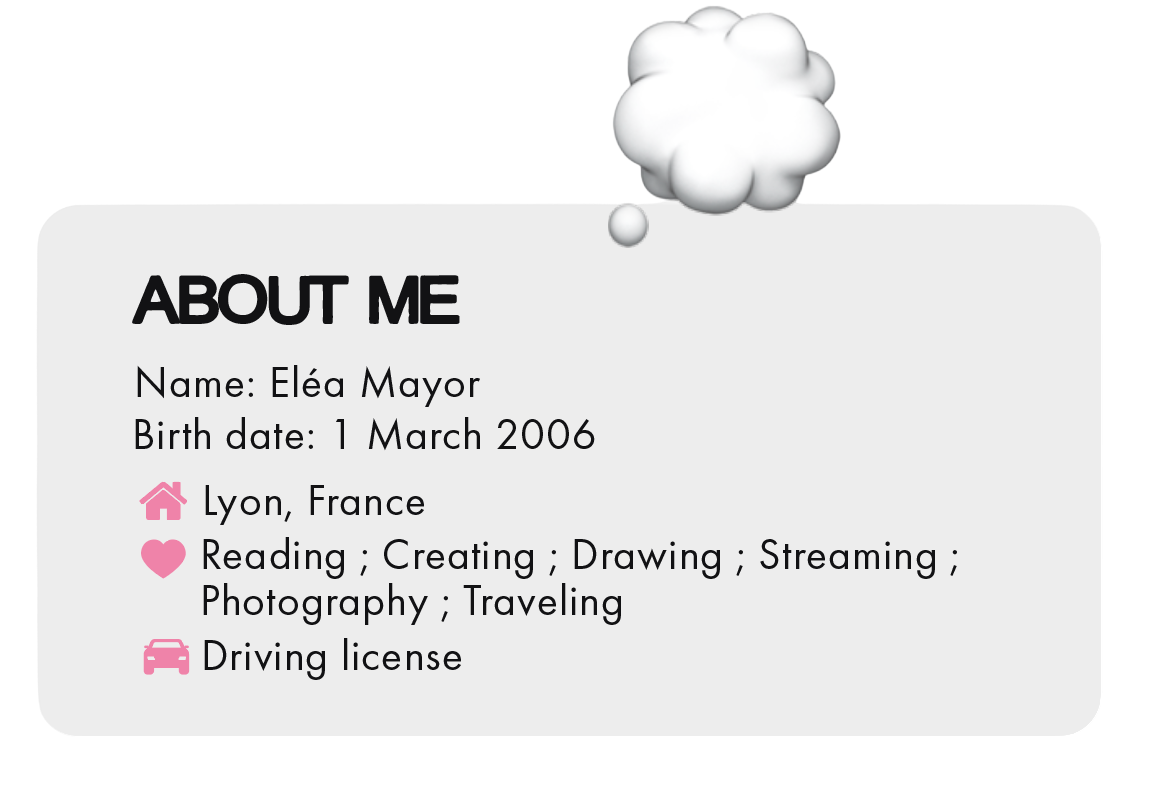 ABOUT ME
Name: Eléa Mayor
Birth date: 1 March 2006
Lyon, France
Reading ; Creating ; Drawing ; Streaming ;
Photography ; Traveling
Driving license